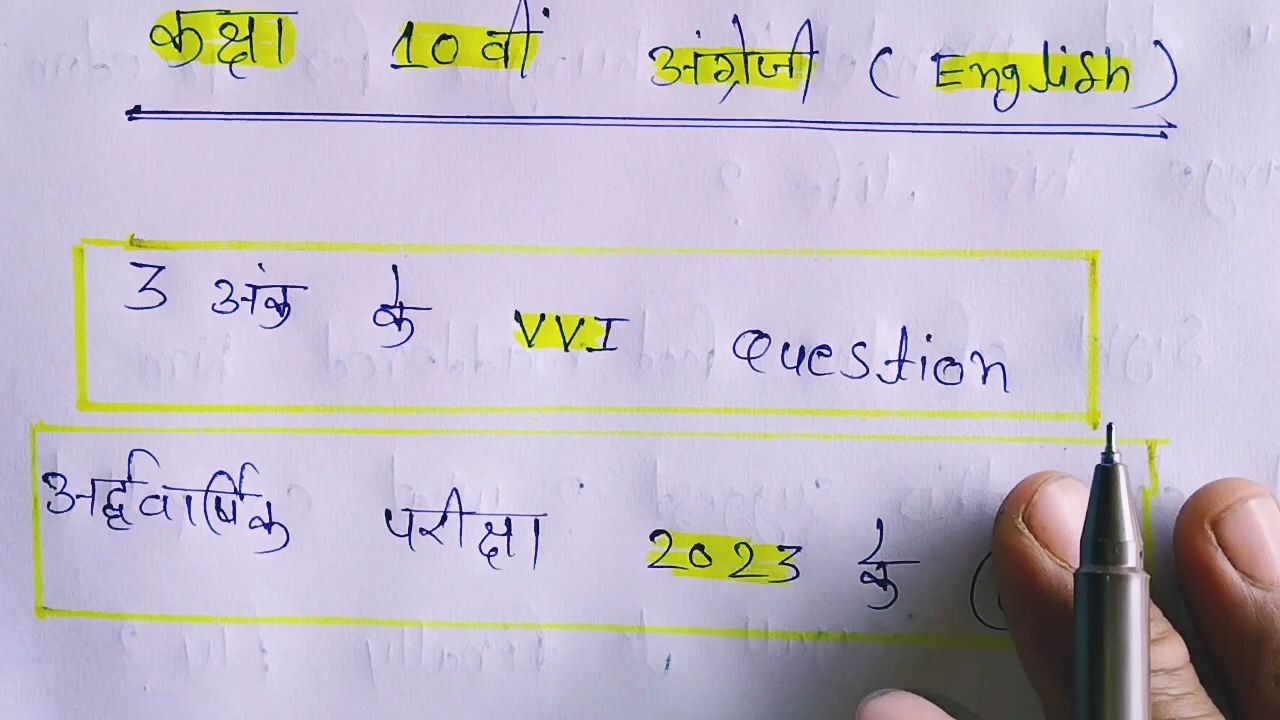 कक्षा 10 वीं अंग्रेजी (English)
3 अंक के VVI Question
अर्द्धवार्षिक परीक्षा 2023 के (